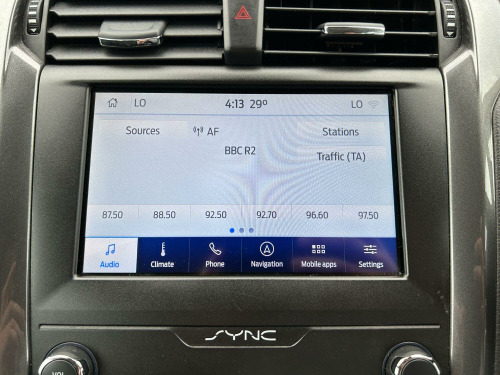 LO 4:13 29° LO
Sources AF Stations
BBC R2 Traffic (TA)
87.50 88.50 92.50 92.70 96.60 97.50
Audio Climate Phone Navigation Mobile apps Settings
SYNC
VOL